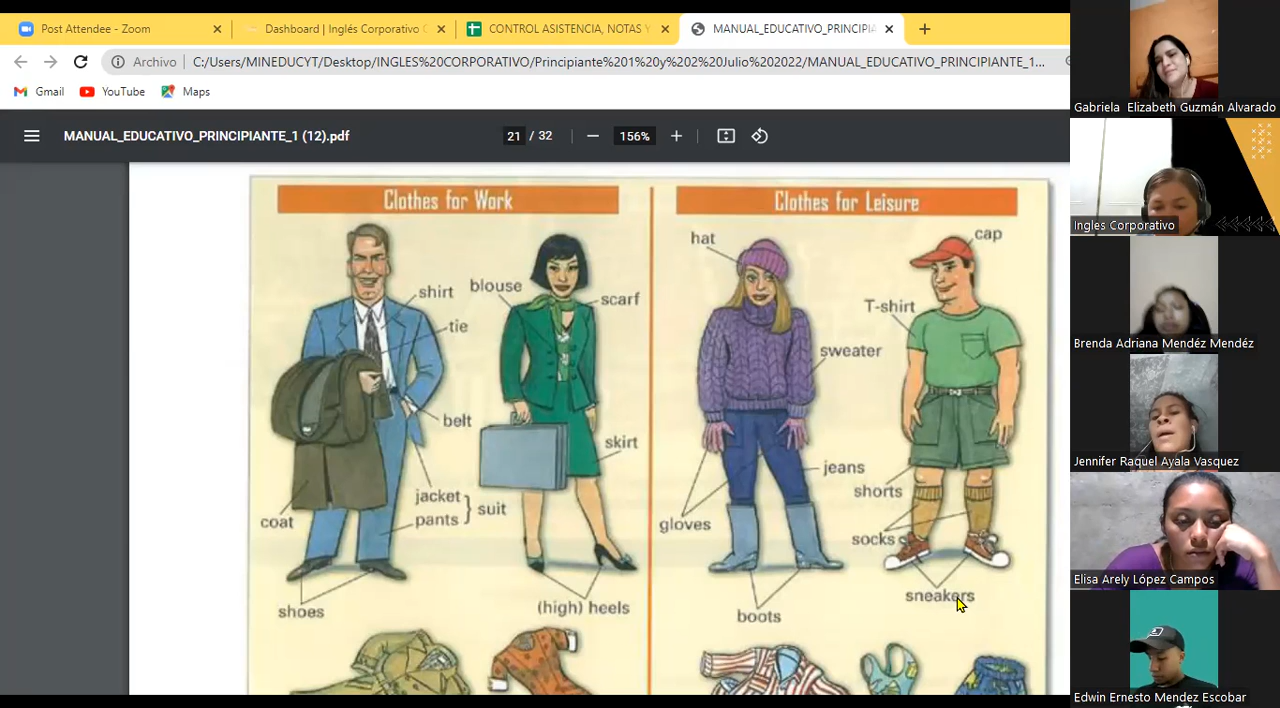 Post Attendee - Zoom
Dashboard | Inglés Corporativo
CONTROL ASISTENCIA, NOTAS Y
MANUAL_EDUCATIVO_PRINCIPIA
Archivo
C:/Users/MINEDUCYT/Desktop/INGLES%20CORPORATIVO/Principiante%201%20y%202%20Julio%202022/MANUAL_EDUCATIVO_PRINCIPIANTE_1...
Gmail
YouTube
Maps
MANUAL_EDUCATIVO_PRINCIPIANTE_1 (12).pdf
21 / 32
156%
Clothes for Work
shirt
blouse
scarf
tie
belt
skirt
jacket
pants
suit
coat
shoes
(high) heels
Clothes for Leisure
hat
cap
T-shirt
sweater
jeans
shorts
gloves
socks
sneakers
boots
Gabriela Elizabeth Guzmán Alvarado
Ingles Corporativo
Brenda Adriana Mendéz Mendéz
Jennifer Raquel Ayala Vasquez
Elisa Arely López Campos
Edwin Ernesto Mendez Escobar